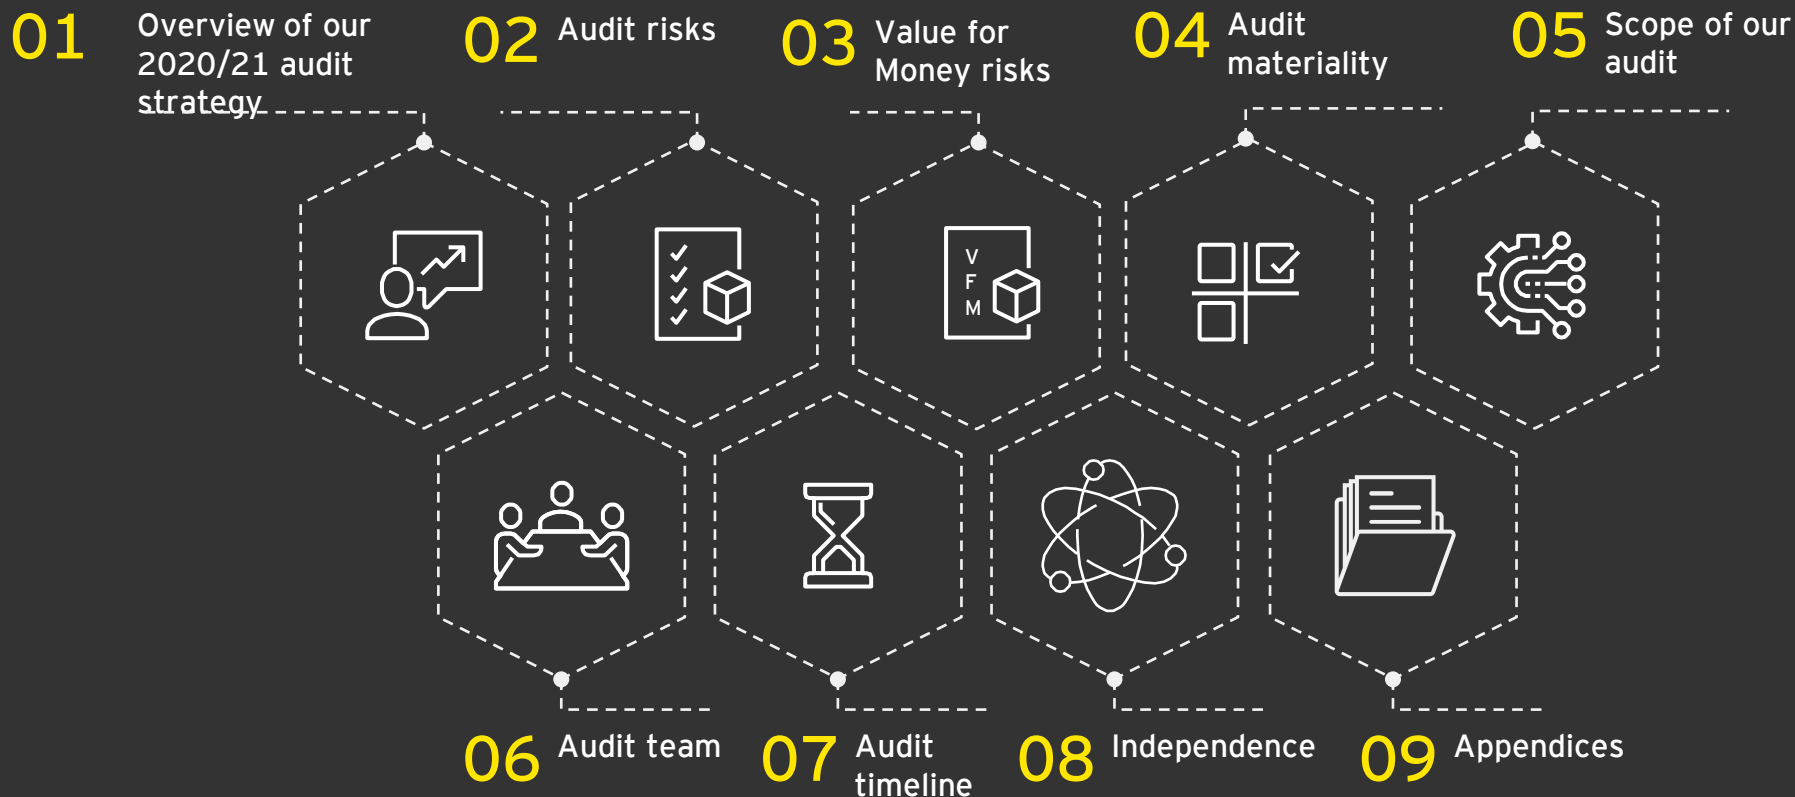 01
Overview of our
2020/21 audit
strategy
02
Audit risks
03
Value for
Money risks
04
Audit
materiality
05
Scope of our
audit
V
F
M
06
Audit team
07
Audit
timeline
08
Independence
09
Appendices